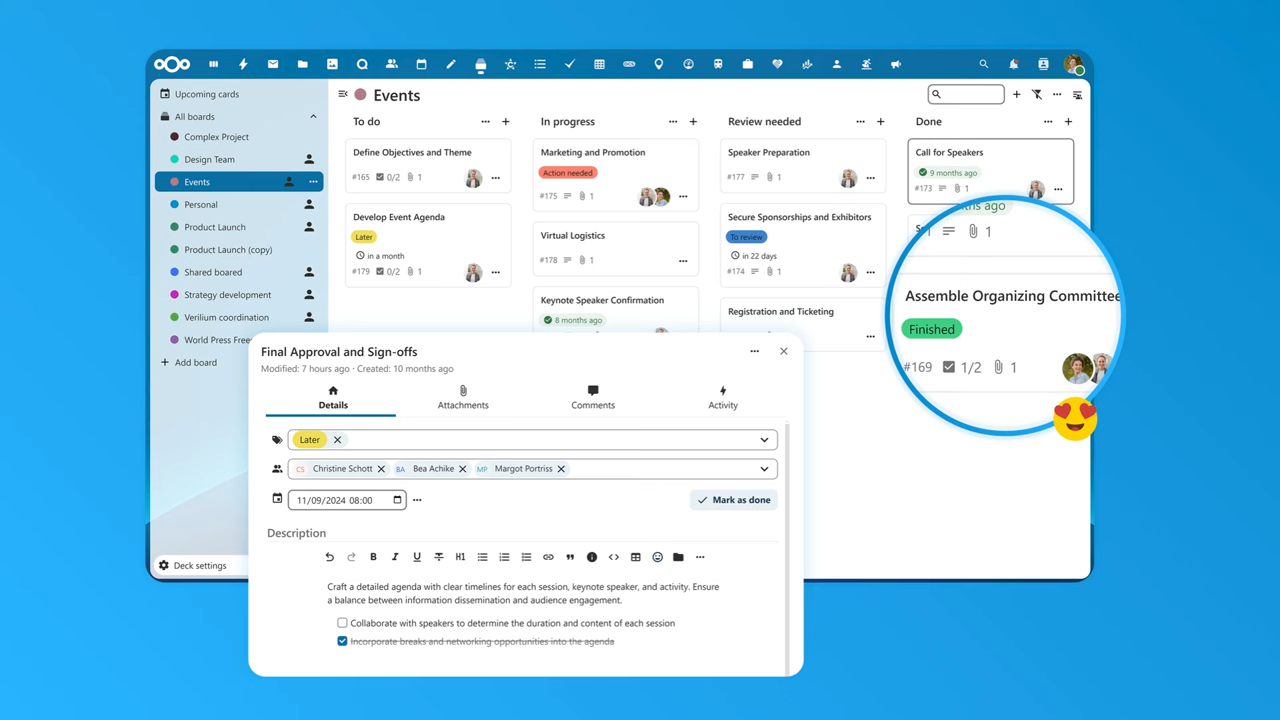 Upcoming cards
All boards
Complex Project
Design Team
Events
Personal
Product Launch
Product Launch (copy)
Shared boared
Strategy development
Verilium coordination
World Press
Add board
Deck settings
Events
To do
Define Objectives and Theme
#165 0/2 1
Develop Event Agenda
Later
in a month
#179 0/2 1
In progress
Marketing and Promotion
Action needed
#175 1
Virtual Logistics
#178 1
Keynote Speaker Confirmation
8 months ago
Review needed
Speaker Preparation
#177 1
Secure Sponsorships and Exhibitors
To review
in 22 days
#174 1
Registration and Ticketing
Done
Call for Speakers
9 months ago
#173 1
ago
1
Assemble Organizing Committee
Finished
#169 1/2 1
Final Approval and Sign-offs
Modified: 7 hours ago · Created: 10 months ago
Details
Attachments
Comments
Activity
Later
CS Christine Schott BA Bea Achike MP Margot Portriss
11/09/2024 08:00
Mark as done
Description
B I U S H1
Craft a detailed agenda with clear timelines for each session, keynote speaker, and activity. Ensure
a balance between information dissemination and audience engagement.
Collaborate with speakers to determine the duration and content of each session
Incorporate breaks and networking opportunities into the agenda